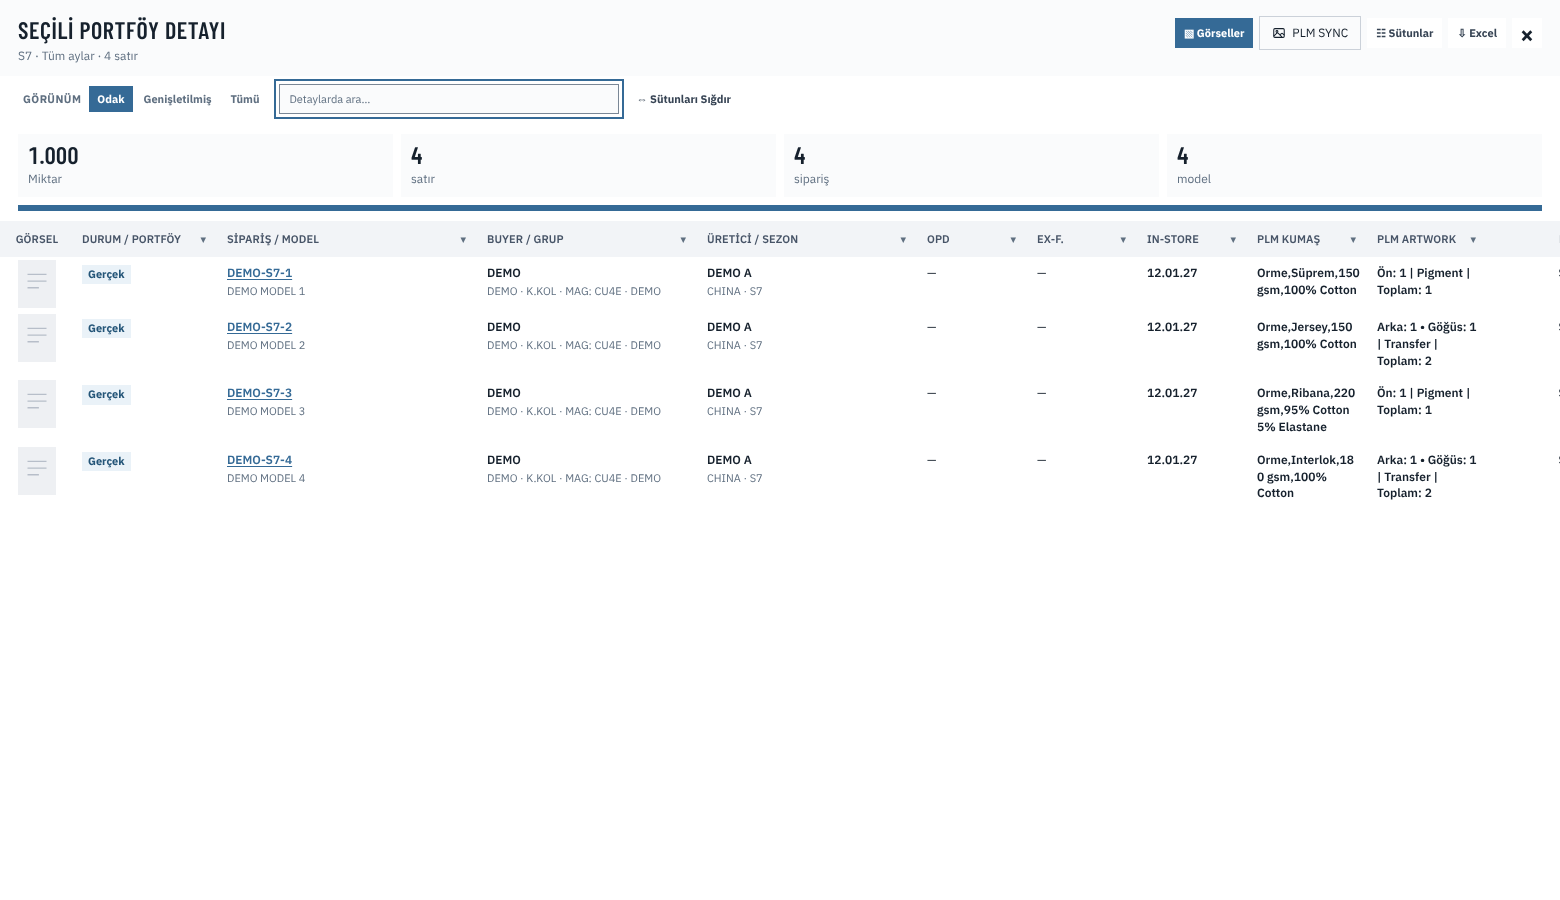 SEÇİLİ PORTFÖY DETAYI
S7 · Tüm aylar · 4 satır
Görseller
PLM SYNC
Sütunlar
Excel
GÖRÜNÜM Odak Genişletilmiş Tümü
Detaylarda ara...
Sütunları Sığdır
1.000
Miktar
4
satır
4
sipariş
4
model
GÖRSEL DURUM / PORTFÖY SİPARİŞ / MODEL BUYER / GRUP ÜRETİCİ / SEZON OPD EX-F. IN-STORE PLM KUMAŞ PLM ARTWORK
Gerçek
DEMO-S7-1
DEMO MODEL 1
DEMO
DEMO · K.KOL · MAG; CU4E · DEMO
DEMO A
CHINA · S7
—
—
12.01.27
Orme,Süprem,150
gsm,100% Cotton
Ön: 1 | Pigment |
Toplam: 1
Gerçek
DEMO-S7-2
DEMO MODEL 2
DEMO
DEMO · K.KOL · MAG; CU4E · DEMO
DEMO A
CHINA · S7
—
—
12.01.27
Orme,Jersey,150
gsm,100% Cotton
Arka: 1 • Göğüs: 1
| Transfer |
Toplam: 2
Gerçek
DEMO-S7-3
DEMO MODEL 3
DEMO
DEMO · K.KOL · MAG; CU4E · DEMO
DEMO A
CHINA · S7
—
—
12.01.27
Orme,Ribana,220
gsm,95% Cotton
5% Elastane
Ön: 1 | Pigment |
Toplam: 1
Gerçek
DEMO-S7-4
DEMO MODEL 4
DEMO
DEMO · K.KOL · MAG; CU4E · DEMO
DEMO A
CHINA · S7
—
—
12.01.27
Orme,Interlok,18
0 gsm,100%
Cotton
Arka: 1 • Göğüs: 1
| Transfer |
Toplam: 2